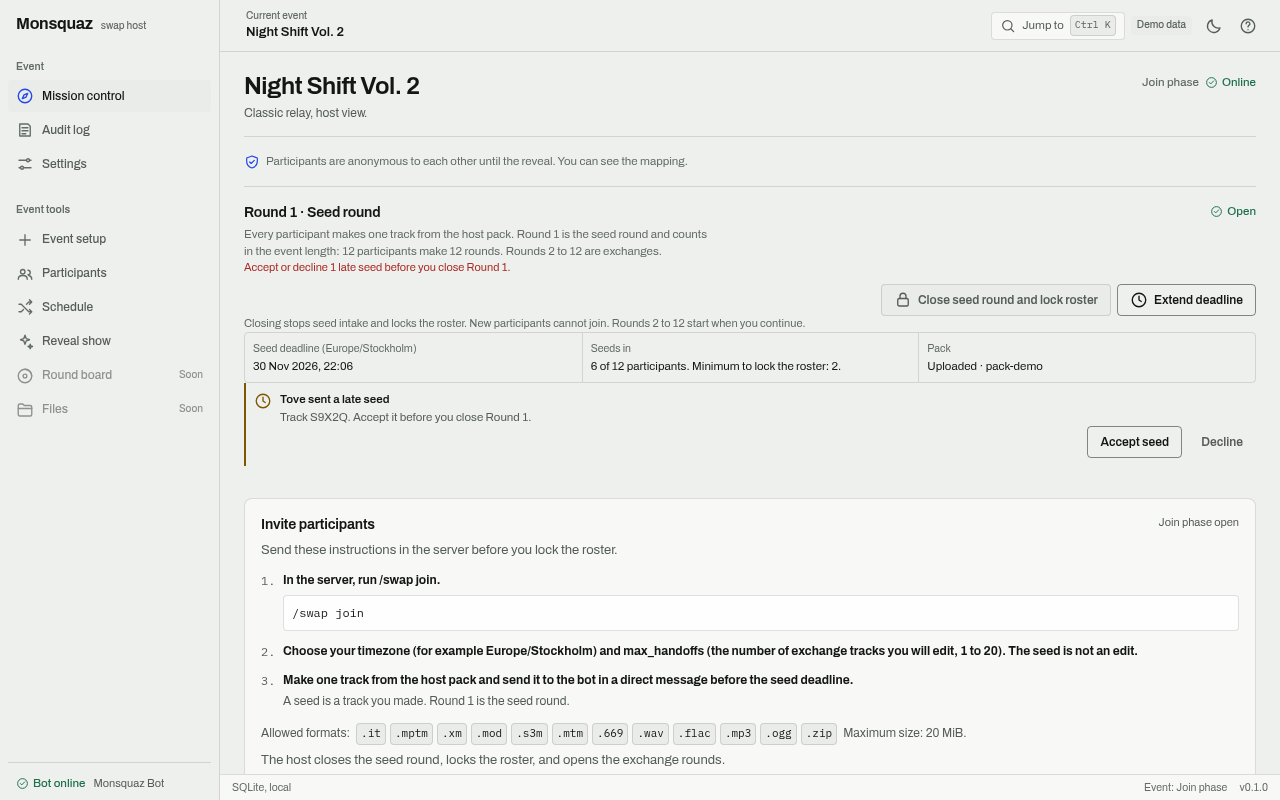 Monsquaz swap host
Event
Mission control
Audit log
Settings
Event tools
Event setup
Participants
Schedule
Reveal show
Round board Soon
Files Soon
Bot online Monsquaz Bot
Current event
Night Shift Vol. 2
Jump to Ctrl K
Demo data
Night Shift Vol. 2
Join phase Online
Classic relay, host view.
Participants are anonymous to each other until the reveal. You can see the mapping.
Round 1 · Seed round
Open
Every participant makes one track from the host pack. Round 1 is the seed round and counts
in the event length: 12 participants make 12 rounds. Rounds 2 to 12 are exchanges.
Accept or decline 1 late seed before you close Round 1.
Close seed round and lock roster
Extend deadline
Closing stops seed intake and locks the roster. New participants cannot join. Rounds 2 to 12 start when you continue.
Seed deadline (Europe/Stockholm)
30 Nov 2026, 22:06
Seeds in
6 of 12 participants. Minimum to lock the roster: 2.
Pack
Uploaded · pack-demo
Tove sent a late seed
Track S9X2Q. Accept it before you close Round 1.
Accept seed
Decline
Invite participants
Join phase open
Send these instructions in the server before you lock the roster.
1. In the server, run /swap join.
/swap join
2. Choose your timezone (for example Europe/Stockholm) and max_handoffs (the number of exchange tracks you will edit, 1 to 20). The seed is not an edit.
3. Make one track from the host pack and send it to the bot in a direct message before the seed deadline.
A seed is a track you made. Round 1 is the seed round.
Allowed formats: .it .mptm .xm .mod .s3m .mtm .669 .wav .flac .mp3 .ogg .zip Maximum size: 20 MiB.
The host closes the seed round, locks the roster, and opens the exchange rounds.
SQLite, local
Event: Join phase v0.1.0